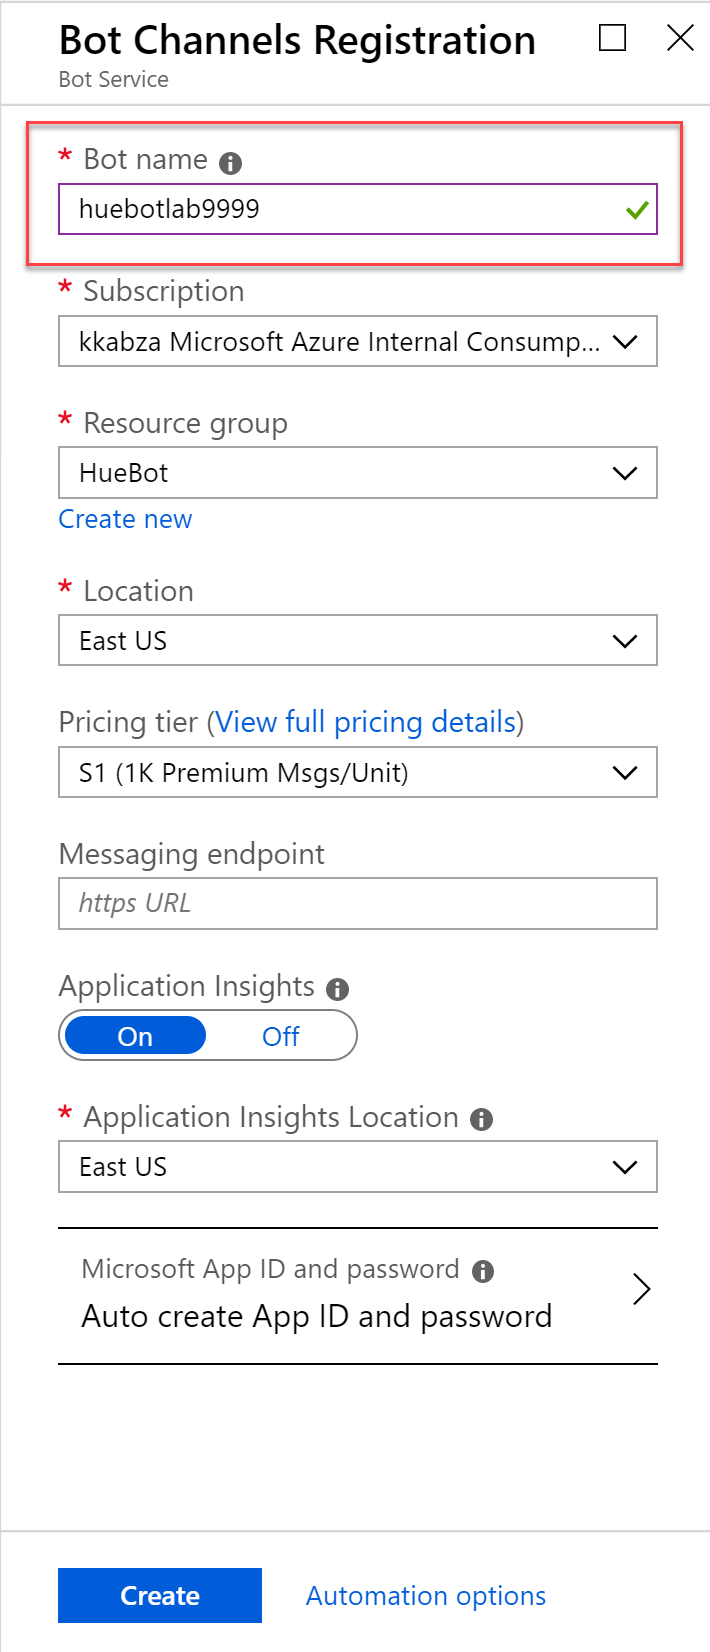 Bot Channels Registration
Bot Service
* Bot name
huebotlab9999
* Subscription
kkabza Microsoft Azure Internal Consump...
* Resource group
HueBot
Create new
* Location
East US
Pricing tier (View full pricing details)
S1 (1K Premium Msgs/Unit)
Messaging endpoint
https URL
Application Insights
On Off
* Application Insights Location
East US
Microsoft App ID and password
Auto create App ID and password
Create Automation options